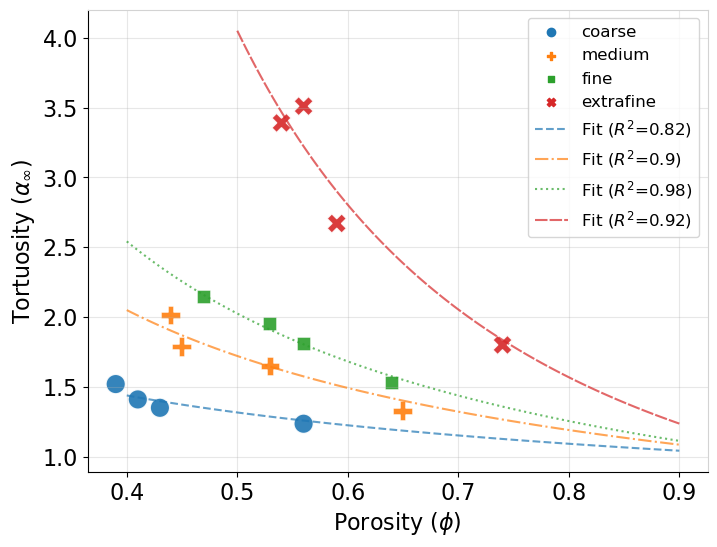 coarse
medium
fine
extrafine
Fit (R²=0.82)
Fit (R²=0.9)
Fit (R²=0.98)
Fit (R²=0.92)
4.0
3.5
3.0
2.5
2.0
1.5
1.0
Tortuosity (α∞)
0.4 0.5 0.6 0.7 0.8 0.9
Porosity (ϕ)